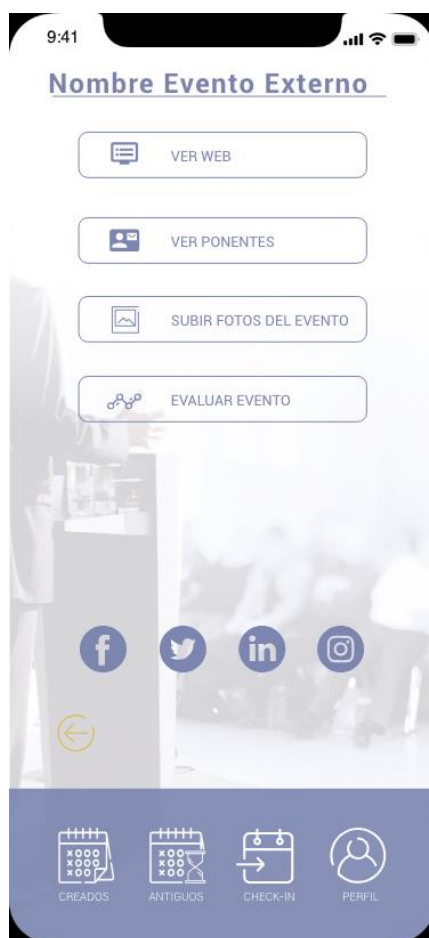 9:41
Nombre Evento Externo
VER WEB
VER PONENTES
SUBIR FOTOS DEL EVENTO
EVALUAR EVENTO
CREADOS ANTIGUOS CHECK-IN PERFIL